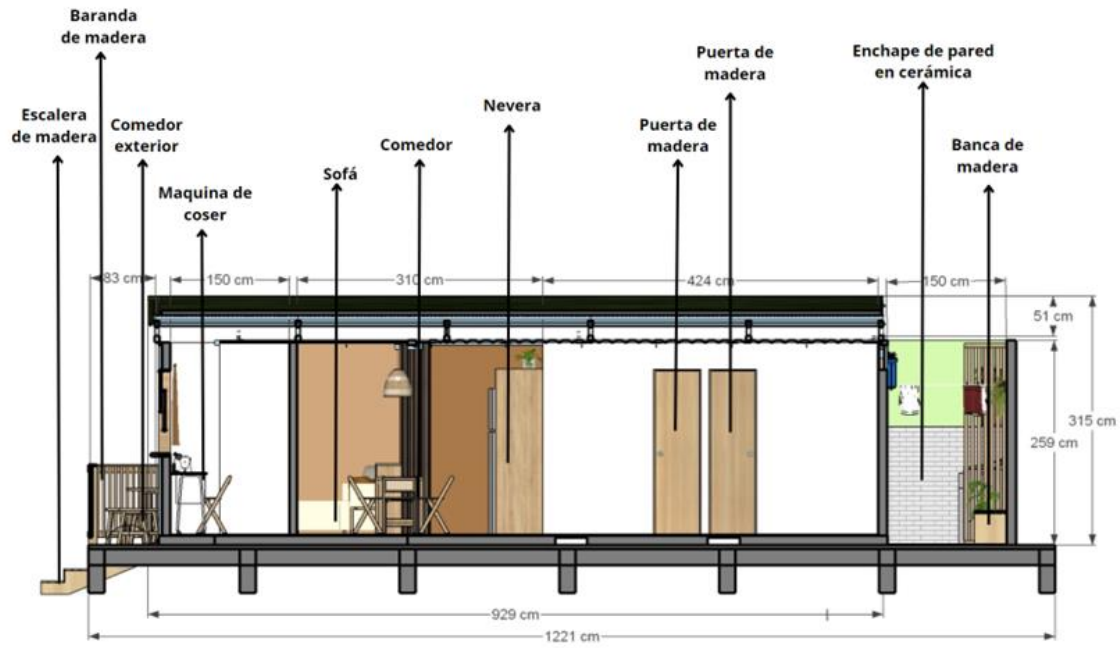 Baranda
de madera
Escalera
de madera
Comedor
exterior
Maquina de
coser
Sofá
Comedor
Nevera
Puerta de
madera
Puerta de
madera
Enchape de pared
en cerámica
Banca de
madera
83 cm
150 cm
310 cm
424 cm
150 cm
51 cm
315 cm
259 cm
929 cm
1221 cm